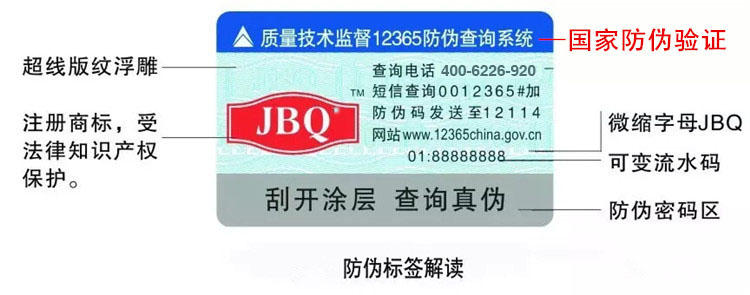 质量技术监督12365防伪查询系统
国家防伪验证
超线版纹浮雕
查询电话 400-6226-920
短信查询0012365#加
防伪码发送至12114
网站www.12365china.gov.cn
01:88888888
TM
JBQ
注册商标，受
法律知识产权
保护。
微缩字母JBQ
可变流水码
刮开涂层 查询真伪
防伪密码区
防伪标签解读